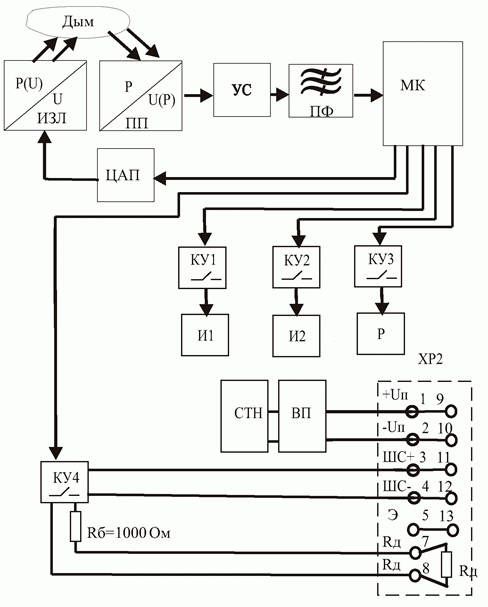 Дым
P(U)
U
ИЗЛ
P
U(P)
ПП
УС
ПФ
МК
ЦАП
КУ1
КУ2
КУ3
И1
И2
Р
ХР2
СТН
ВП
+Uп 1 9
-Uп 2 10
ШС+ 3 11
ШС- 4 12
Э 5 13
КУ4
Rб=1000 Ом
Rд 7
Rд 8
Rд